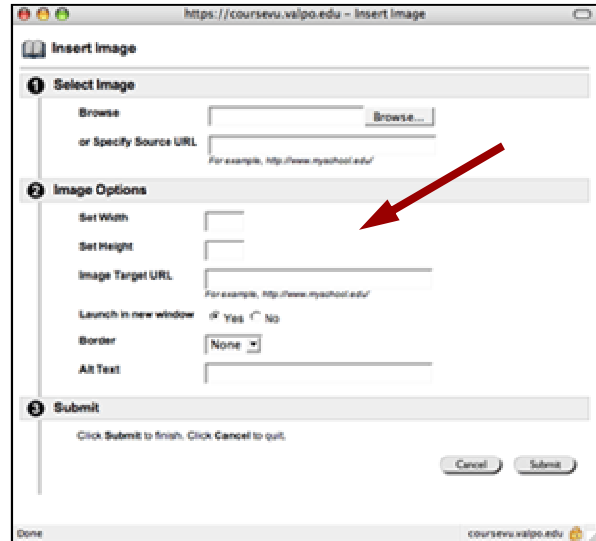 https://coursevu.valpo.edu – Insert Image
Insert Image
1 Select Image
Browse
Browse...
or Specify Source URL
For example, http://www.myschool.edu/
2 Image Options
Set Width
Set Height
Image Target URL
For example, http://www.myschool.edu/
Launch in new window Yes No
Border None
Alt Text
3 Submit
Click Submit to finish. Click Cancel to quit.
Cancel Submit
Done coursevu.valpo.edu